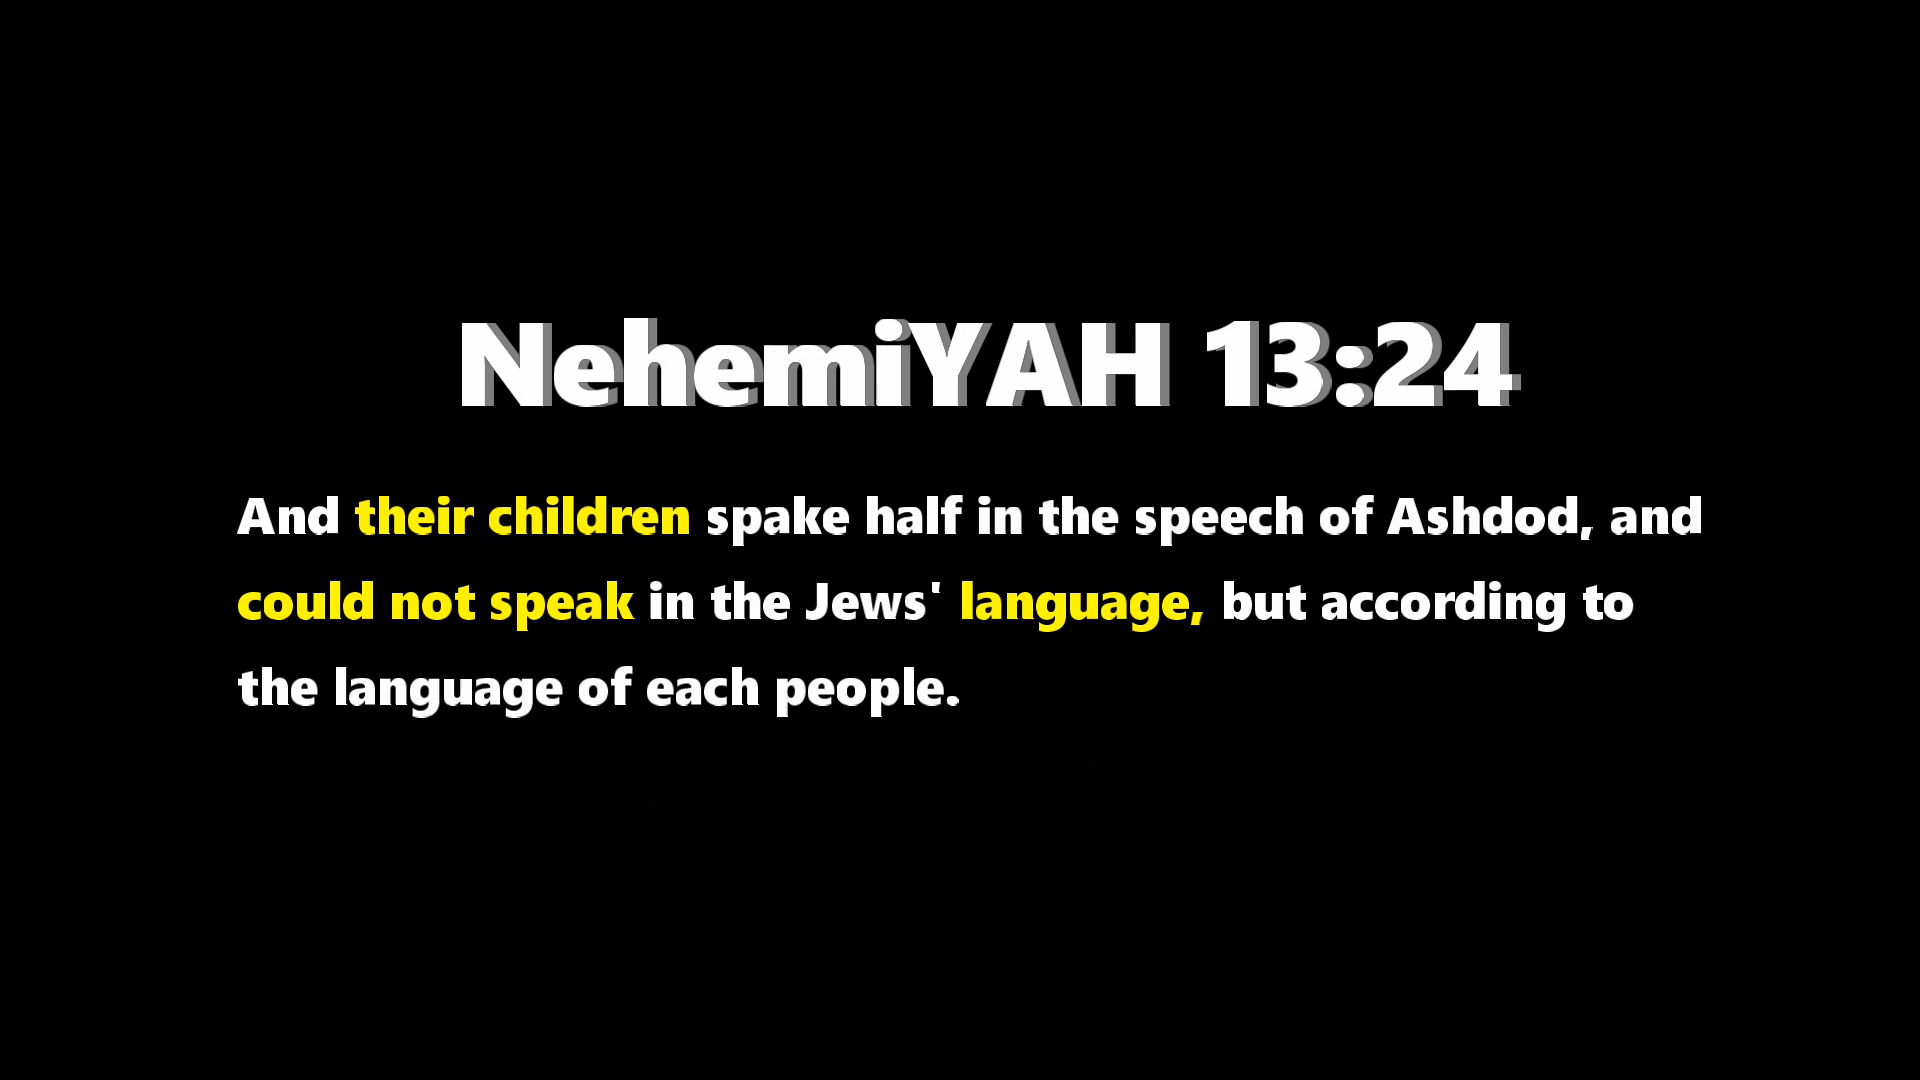 NehemiYAH 13:24
And their children spake half in the speech of Ashdod, and
could not speak in the Jews' language, but according to
the language of each people.